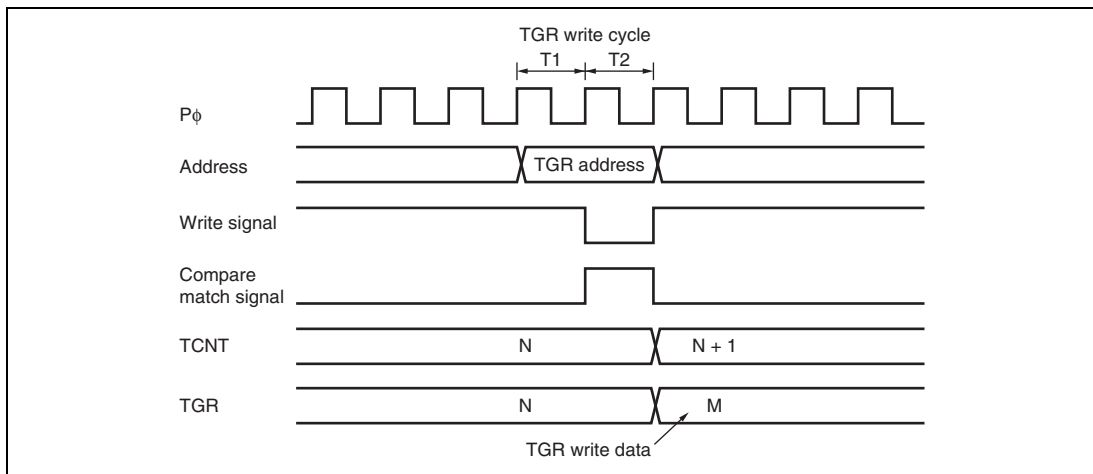 TGR write cycle
T1 T2
Pϕ
Address TGR address
Write signal
Compare
match signal
TCNT N N + 1
TGR N M
TGR write data